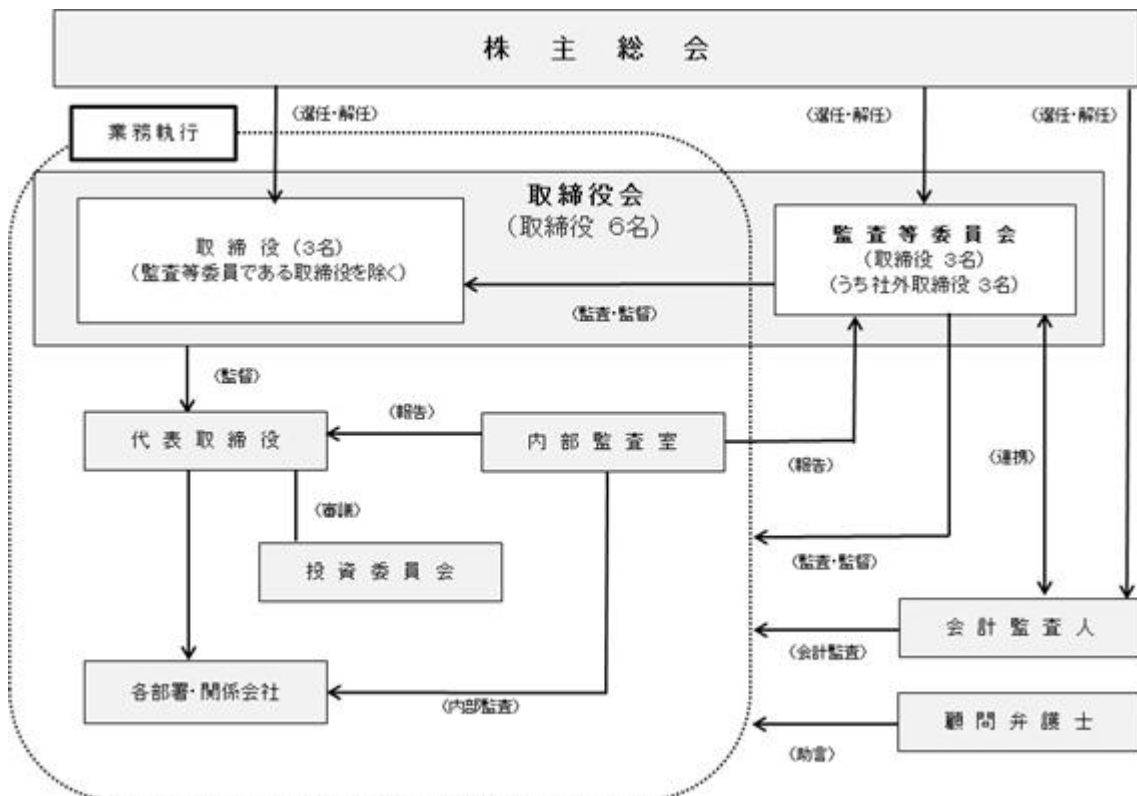 株主総会
〈選任・解任〉
〈選任・解任〉
〈選任・解任〉
業務執行
取締役会
（取締役 6名）
取締役（3名）
（監査等委員である取締役を除く）
監査等委員会
（取締役 3名）
（うち社外取締役 3名）
〈監査・監督〉
〈監督〉
代表取締役
〈報告〉
内部監査室
〈報告〉
〈連携〉
〈審議〉
投資委員会
〈監査・監督〉
会計監査人
〈会計監査〉
各部署・関係会社
〈内部監査〉
顧問弁護士
〈助言〉